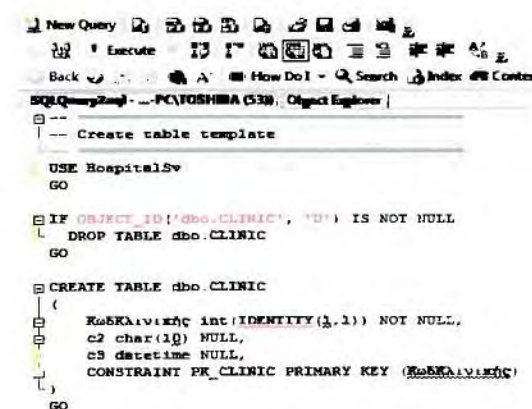 New Query
Execute
Back How Do I Search Index Conten
SQLQuery2.sql - ...-PC\TOSHIBA (53)) Object Explorer
--
-- Create table template
USE HospitalSv
GO
IF OBJECT_ID('dbo.CLINIC', 'U') IS NOT NULL
DROP TABLE dbo.CLINIC
GO
CREATE TABLE dbo.CLINIC
(
ΚωδΚλινικής int(IDENTITY(1,1)) NOT NULL,
c2 char(10) NULL,
c3 datetime NULL,
CONSTRAINT PK_CLINIC PRIMARY KEY (ΚωδΚλινικής)
)
GO